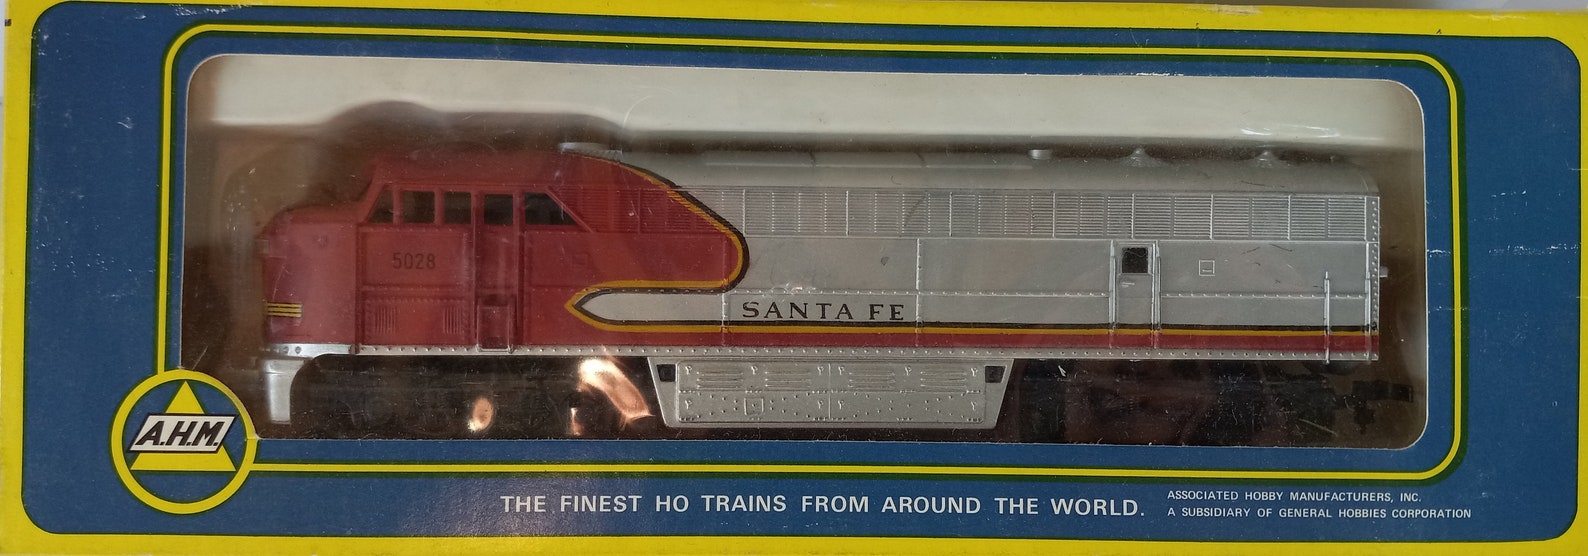 5028
SANTA FE
A.H.M.
THE FINEST HO TRAINS FROM AROUND THE WORLD.
ASSOCIATED HOBBY MANUFACTURERS, INC.
A SUBSIDIARY OF GENERAL HOBBIES CORPORATION